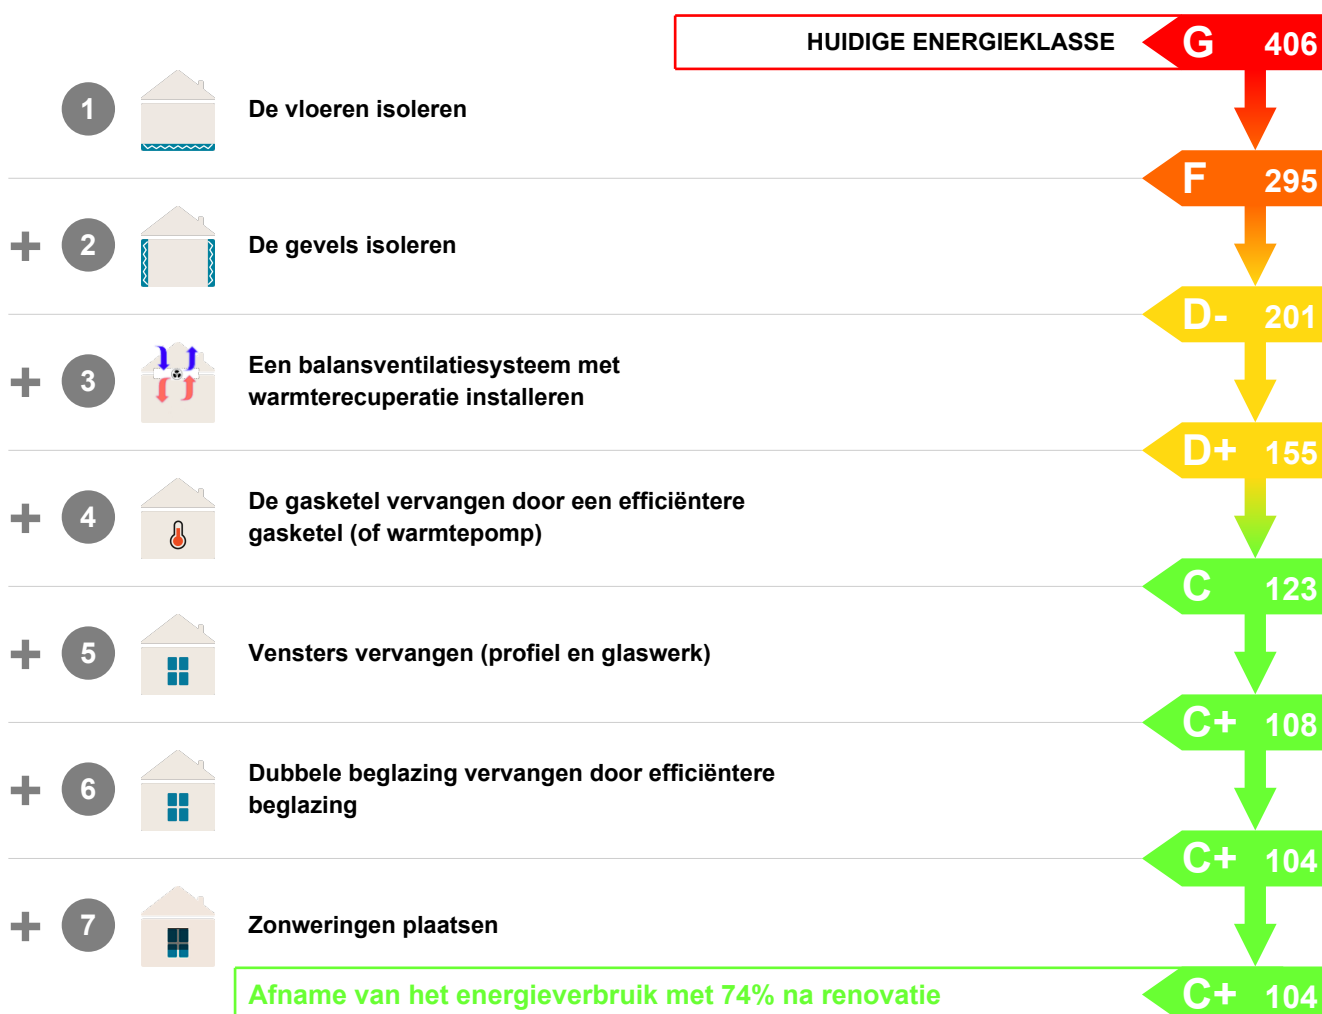 HUIDIGE ENERGIEKLASSE G 406
1 De vloeren isoleren
F 295
+ 2 De gevels isoleren
D- 201
+ 3 Een balansventilatiesysteem met
warmterecuperatie installeren
D+ 155
+ 4 De gasketel vervangen door een efficiëntere
gasketel (of warmtepomp)
C 123
+ 5 Vensters vervangen (profiel en glaswerk)
C+ 108
+ 6 Dubbele beglazing vervangen door efficiëntere
beglazing
C+ 104
+ 7 Zonweringen plaatsen
Afname van het energieverbruik met 74% na renovatie C+ 104